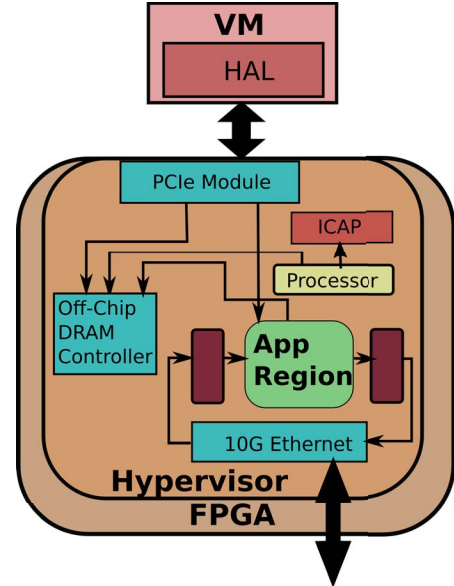 VM
HAL
PCIe Module
ICAP
Processor
Off-Chip
DRAM
Controller
App
Region
10G Ethernet
Hypervisor
FPGA